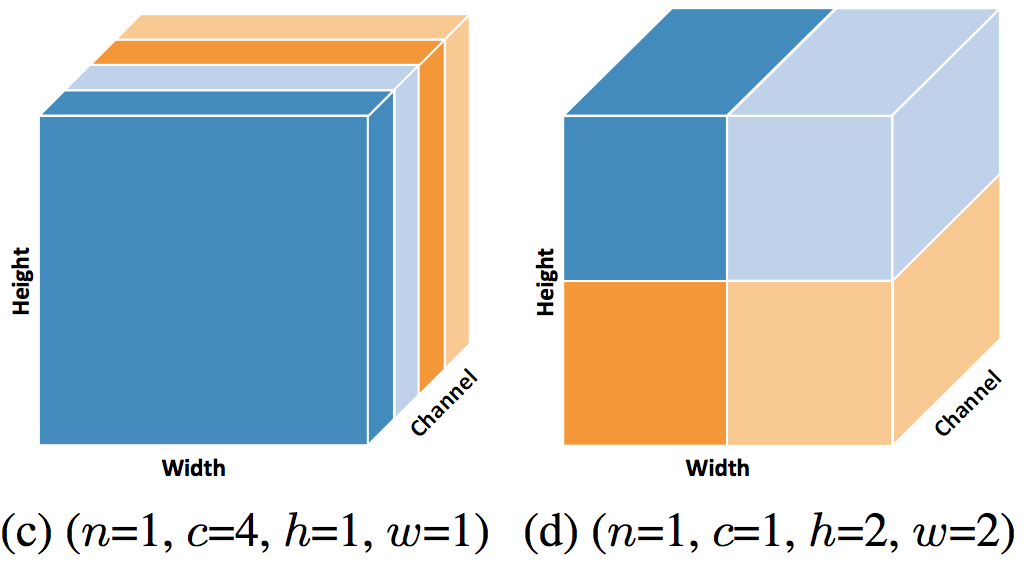 Height
Channel
Width
(c) (n=1, c=4, h=1, w=1)
Height
Channel
Width
(d) (n=1, c=1, h=2, w=2)